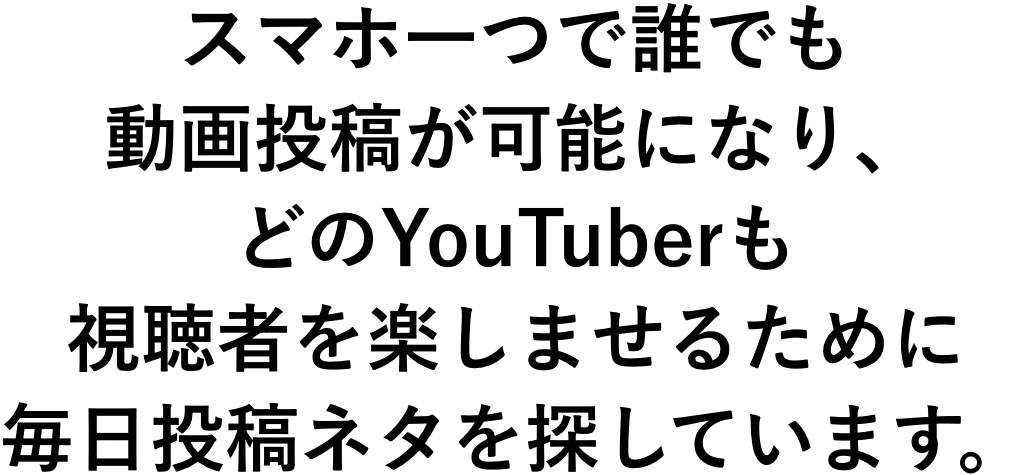 スマホ一つで誰でも
動画投稿が可能になり、
どのYouTuberも
視聴者を楽しませるために
毎日投稿ネタを探しています。